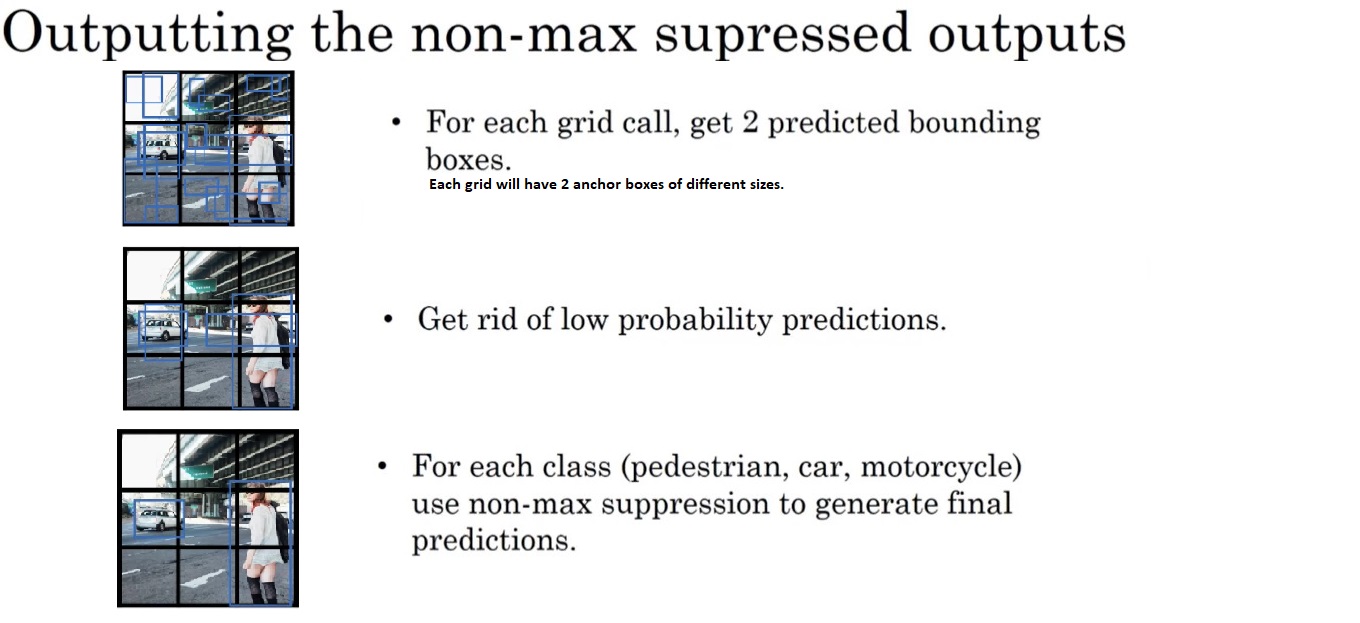 Outputting the non-max supressed outputs
• For each grid call, get 2 predicted bounding
boxes.
Each grid will have 2 anchor boxes of different sizes.
• Get rid of low probability predictions.
• For each class (pedestrian, car, motorcycle)
use non-max suppression to generate final
predictions.